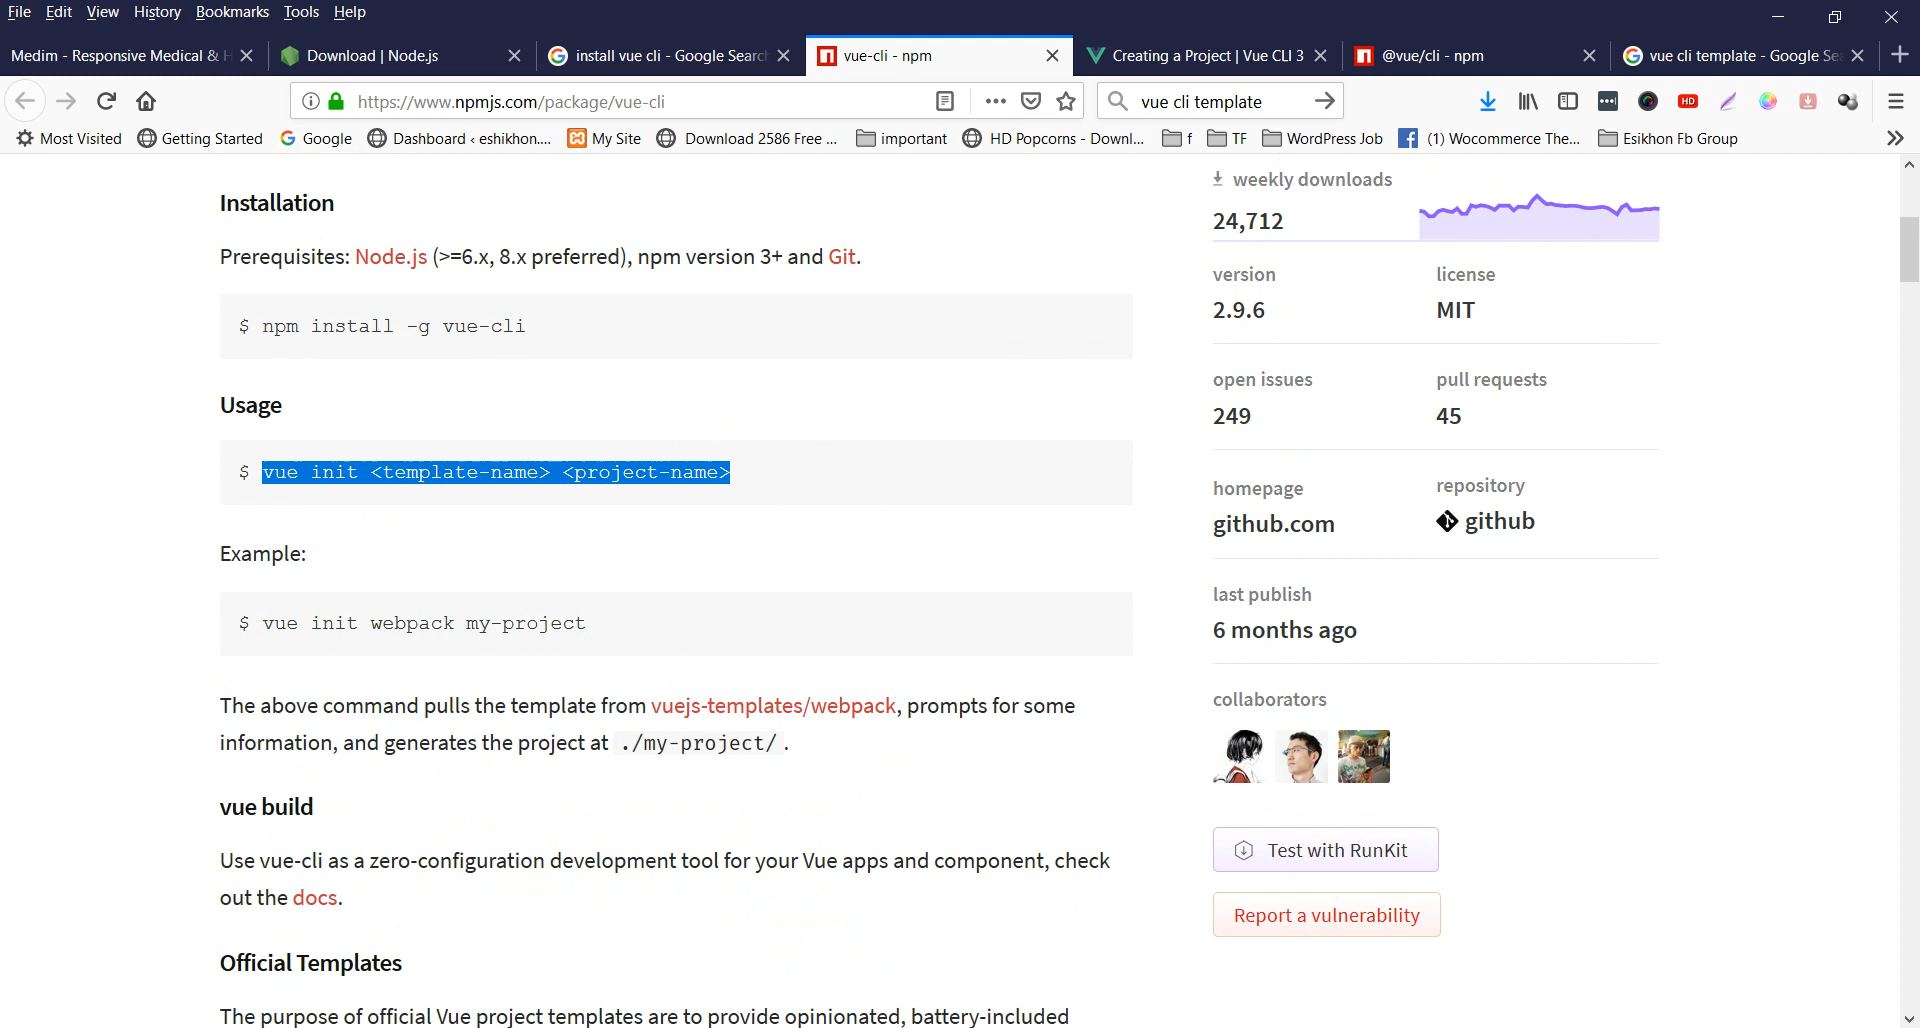 File Edit View History Bookmarks Tools Help
Medim - Responsive Medical & H
Download | Node.js
install vue cli - Google Search
vue-cli - npm
Creating a Project | Vue CLI 3
@vue/cli - npm
vue cli template - Google Se
https://www.npmjs.com/package/vue-cli
vue cli template
HD
Most Visited
Getting Started
Google
Dashboard ‹ eshikhon....
My Site
Download 2586 Free ...
important
HD Popcorns - Downl...
f
TF
WordPress Job
(1) Wocommerce The...
Esikhon Fb Group
Installation
Prerequisites: Node.js (>=6.x, 8.x preferred), npm version 3+ and Git.
$ npm install -g vue-cli
Usage
$ vue init <template-name> <project-name>
Example:
$ vue init webpack my-project
The above command pulls the template from vuejs-templates/webpack, prompts for some
information, and generates the project at ./my-project/ .
vue build
Use vue-cli as a zero-configuration development tool for your Vue apps and component, check
out the docs.
Official Templates
The purpose of official Vue project templates are to provide opinionated, battery-included
weekly downloads
24,712
version license
2.9.6 MIT
open issues pull requests
249 45
homepage repository
github.com github
last publish
6 months ago
collaborators
Test with RunKit
Report a vulnerability